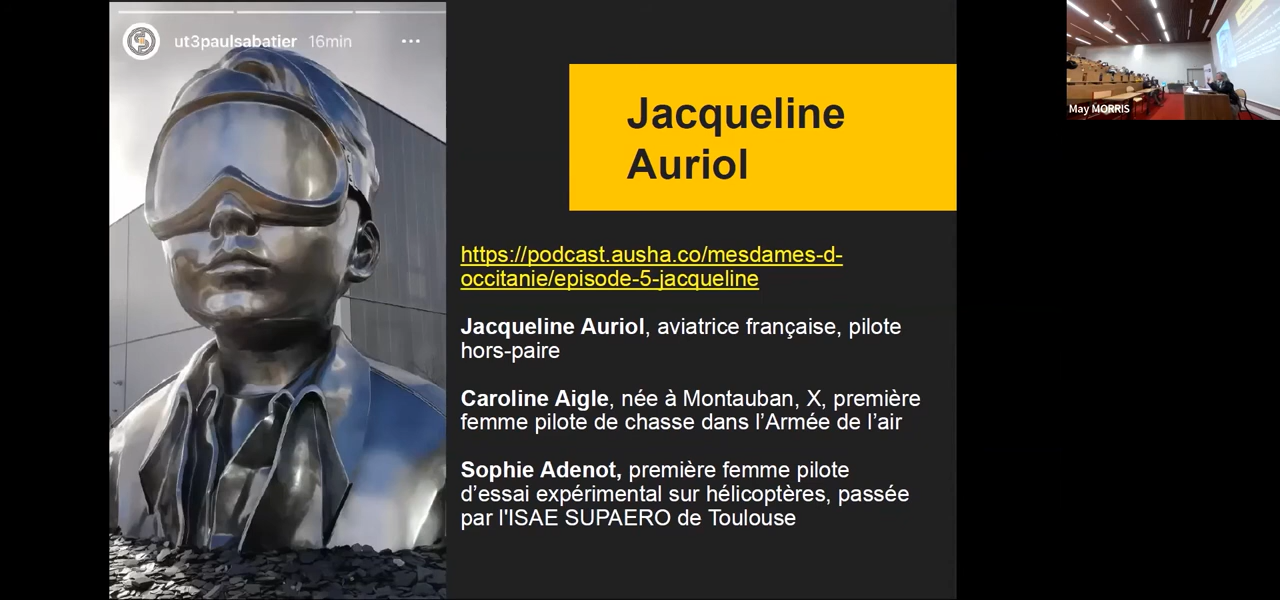 ut3paulsabatier 16min
Jacqueline
Auriol
https://podcast.ausha.co/mesdames-d-
occitanie/episode-5-jacqueline
Jacqueline Auriol, aviatrice française, pilote
hors-paire
Caroline Aigle, née à Montauban, X, première
femme pilote de chasse dans l’Armée de l’air
Sophie Adenot, première femme pilote
d’essai expérimental sur hélicoptères, passée
par l'ISAE SUPAERO de Toulouse
May MORRIS